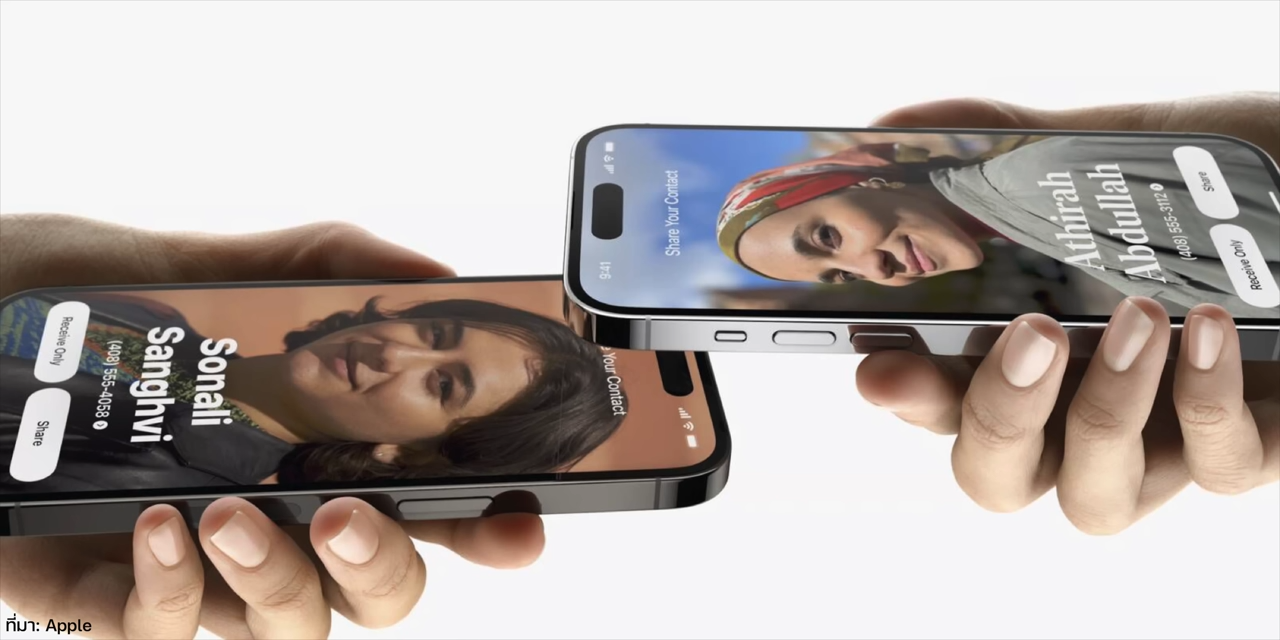 9:41
Share Your Contact
Athirah
Abdullah
(408) 555-3112
Receive Only
Share
Your Contact
Sonali
Sanghvi
(408) 555-4058
Receive Only
Share
ที่มา: Apple